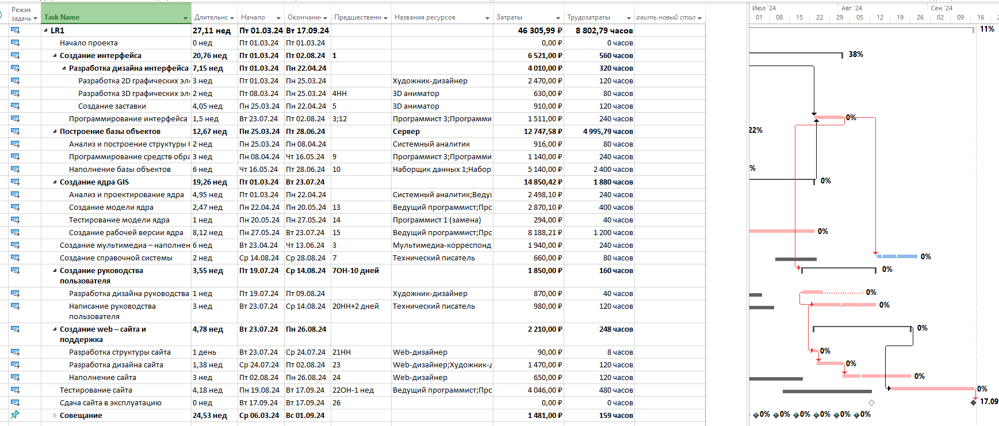 Режим Июл '24 Авг '24 Сен '24
задачи Task Name Длительнс Начало Окончани Предшественн Названия ресурсов Затраты Трудозатраты авить новый стол 01 08 15 22 29 05 12 19 26 02 09 16 2
LR1 27,11 нед Пт 01.03.24 Вт 17.09.24 46 305,99 ₽ 8 802,79 часов 11%
Начало проекта 0 нед Пт 01.03.24 Пт 01.03.24 0,00 ₽ 0 часов
Создание интерфейса 20,76 нед Пт 01.03.24 Пт 02.08.24 1 6 521,00 ₽ 560 часов 38%
Разработка дизайна интерфейса 7,15 нед Пт 01.03.24 Пн 22.04.24 4 010,00 ₽ 320 часов
Разработка 2D графических эле 3 нед Пт 01.03.24 Пн 25.03.24 Художник-дизайнер 2 470,00 ₽ 120 часов
Разработка 3D графических эле 2 нед Пт 08.03.24 Пн 25.03.24 4НН 3D аниматор 630,00 ₽ 80 часов
Создание заставки 4,05 нед Пн 25.03.24 Пн 22.04.24 5 3D аниматор 910,00 ₽ 120 часов
Программирование интерфейса 1,5 нед Вт 23.07.24 Пт 02.08.24 3;12 Программист 3;Программи 1 511,00 ₽ 240 часов 0%
Построение базы объектов 12,67 нед Пн 25.03.24 Пт 28.06.24 Сервер 12 747,58 ₽ 4 995,79 часов 22%
Анализ и построение структуры б 2 нед Пн 25.03.24 Пн 08.04.24 Системный аналитик 916,00 ₽ 80 часов
Программирование средств обра 3 нед Пн 08.04.24 Чт 16.05.24 9 Программист 3;Программи 1 140,00 ₽ 240 часов
Наполнение базы объектов 6 нед Чт 16.05.24 Пт 28.06.24 10 Наборщик данных 1;Набор 5 140,00 ₽ 2 400 часов %
Создание ядра GIS 19,26 нед Пт 01.03.24 Вт 23.07.24 14 850,42 ₽ 1 880 часов 0%
Анализ и проектирование ядра 4,95 нед Пт 01.03.24 Пн 22.04.24 Системный аналитик;Веду 2 498,10 ₽ 240 часов
Создание модели ядра 2,47 нед Пн 22.04.24 Пн 20.05.24 13 Ведущий программист;Прс 2 870,10 ₽ 400 часов
Тестирование модели ядра 1 нед Пн 20.05.24 Пн 27.05.24 14 Программист 1 (замена) 294,00 ₽ 40 часов
Создание рабочей версии ядра 8,12 нед Пн 27.05.24 Вт 23.07.24 15 Ведущий программист;Прс 8 188,21 ₽ 1 200 часов 0%
Создание мультимедиа – наполнен 6 нед Вт 23.04.24 Чт 13.06.24 3 Мультимедиа-корреспонд 1 940,00 ₽ 240 часов
Создание справочной системы 2 нед Ср 14.08.24 Ср 28.08.24 7 Технический писатель 660,00 ₽ 80 часов 0%
Создание руководства 3,55 нед Пт 19.07.24 Ср 14.08.24 7ОН-10 дней 1 850,00 ₽ 160 часов 0%
пользователя
Разработка дизайна руководства 1 нед Пт 19.07.24 Пт 09.08.24 Художник-дизайнер 870,00 ₽ 40 часов 0%
Написание руководства 3 нед Вт 23.07.24 Ср 14.08.24 20НН+2 дней Технический писатель 980,00 ₽ 120 часов 0%
пользователя
Создание web – сайта и 4,78 нед Вт 23.07.24 Пн 26.08.24 2 210,00 ₽ 248 часов 0%
поддержка
Разработка структуры сайта 1 день Вт 23.07.24 Ср 24.07.24 21НН Web-дизайнер 90,00 ₽ 8 часов 0%
Разработка дизайна сайта 1,38 нед Ср 24.07.24 Пт 02.08.24 23 Web-дизайнер;Художник-д 1 470,00 ₽ 120 часов 0%
Наполнение сайта 3 нед Пт 02.08.24 Пн 26.08.24 24 Web-дизайнер 650,00 ₽ 120 часов 0%
Тестирование сайта 4,18 нед Пн 19.08.24 Вт 17.09.24 22ОН-1 нед Ведущий программист;Прс 4 046,00 ₽ 480 часов 0%
Сдача сайта в эксплуатацию 0 нед Вт 17.09.24 Вт 17.09.24 26 0,00 ₽ 0 часов 17.09
Совещание 24,53 нед Ср 06.03.24 Вс 01.09.24 1 481,00 ₽ 159 часов 0% 0% 0% 0% 0% 0%